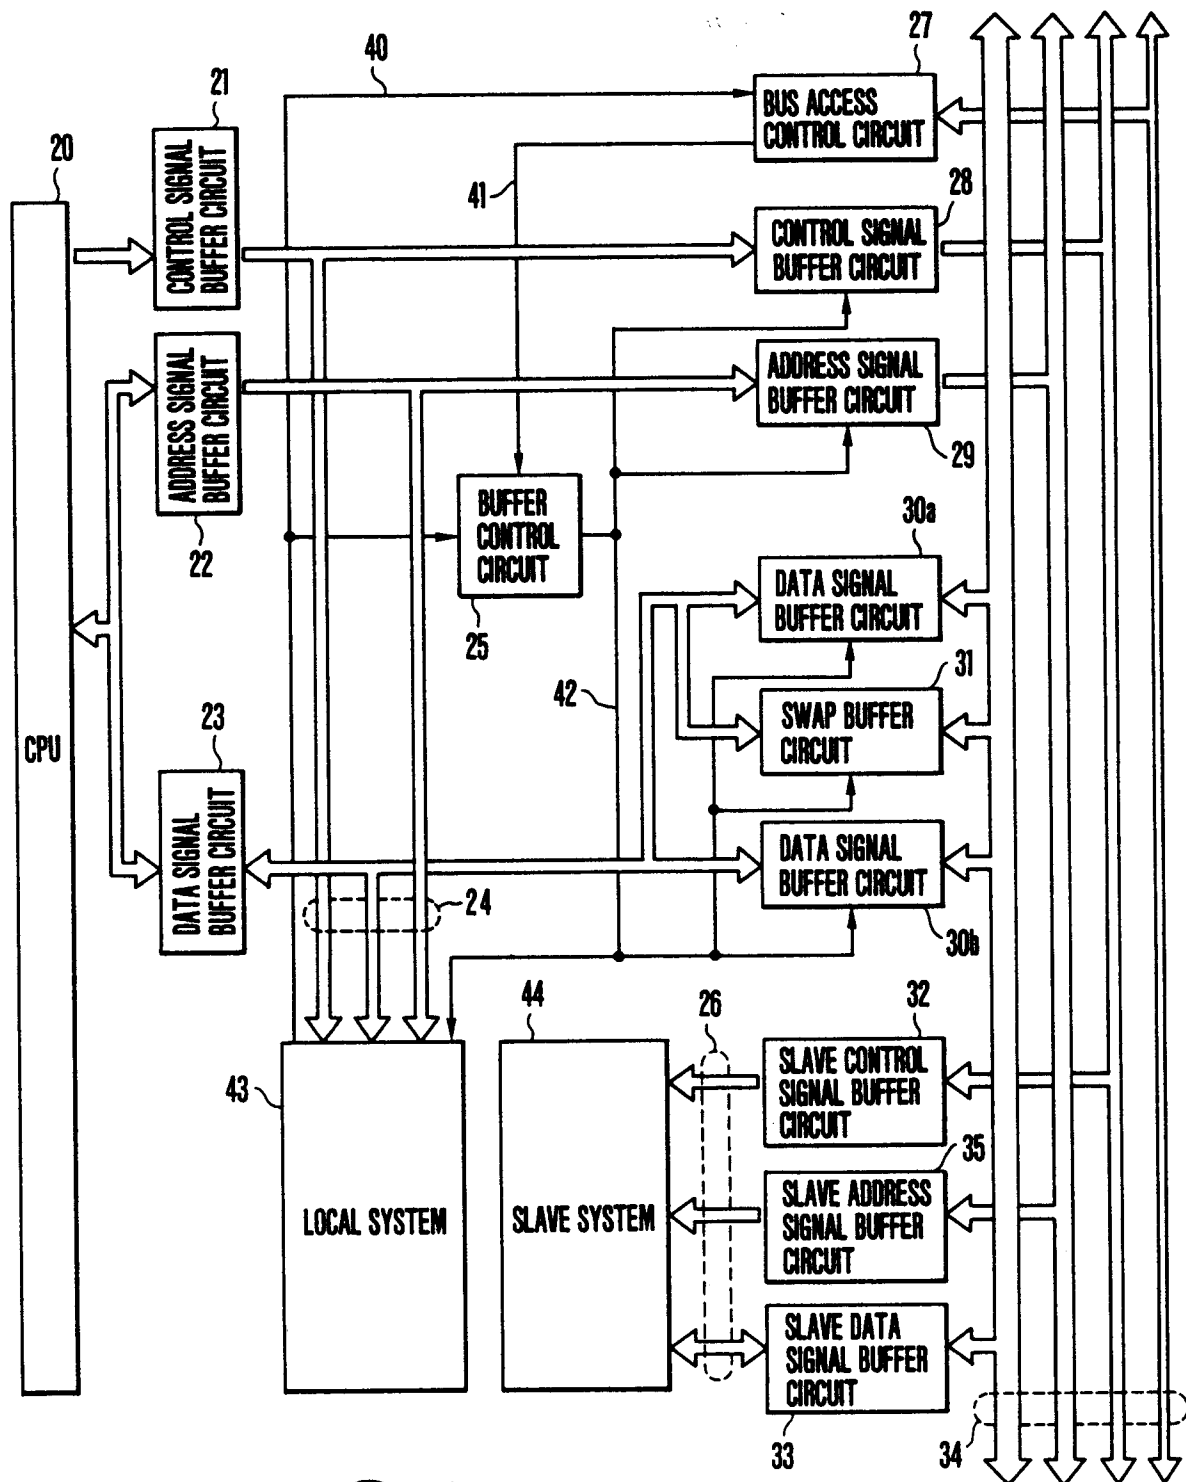 27
40
21
BUS ACCESS
CONTROL CIRCUIT
20
CONTROL SIGNAL
BUFFER CIRCUIT
41
28
CONTROL SIGNAL
BUFFER CIRCUIT
ADDRESS SIGNAL
BUFFER CIRCUIT
22
ADDRESS SIGNAL
BUFFER CIRCUIT
29
BUFFER
CONTROL
CIRCUIT
25
30a
DATA SIGNAL
BUFFER CIRCUIT
31
42
SWAP BUFFER
CIRCUIT
CPU
23
DATA SIGNAL
BUFFER CIRCUIT
DATA SIGNAL
BUFFER CIRCUIT
24
30b
44
26
32
43
SLAVE CONTROL
SIGNAL BUFFER
CIRCUIT
35
LOCAL SYSTEM
SLAVE SYSTEM
SLAVE ADDRESS
SIGNAL BUFFER
CIRCUIT
SLAVE DATA
SIGNAL BUFFER
CIRCUIT
33
34